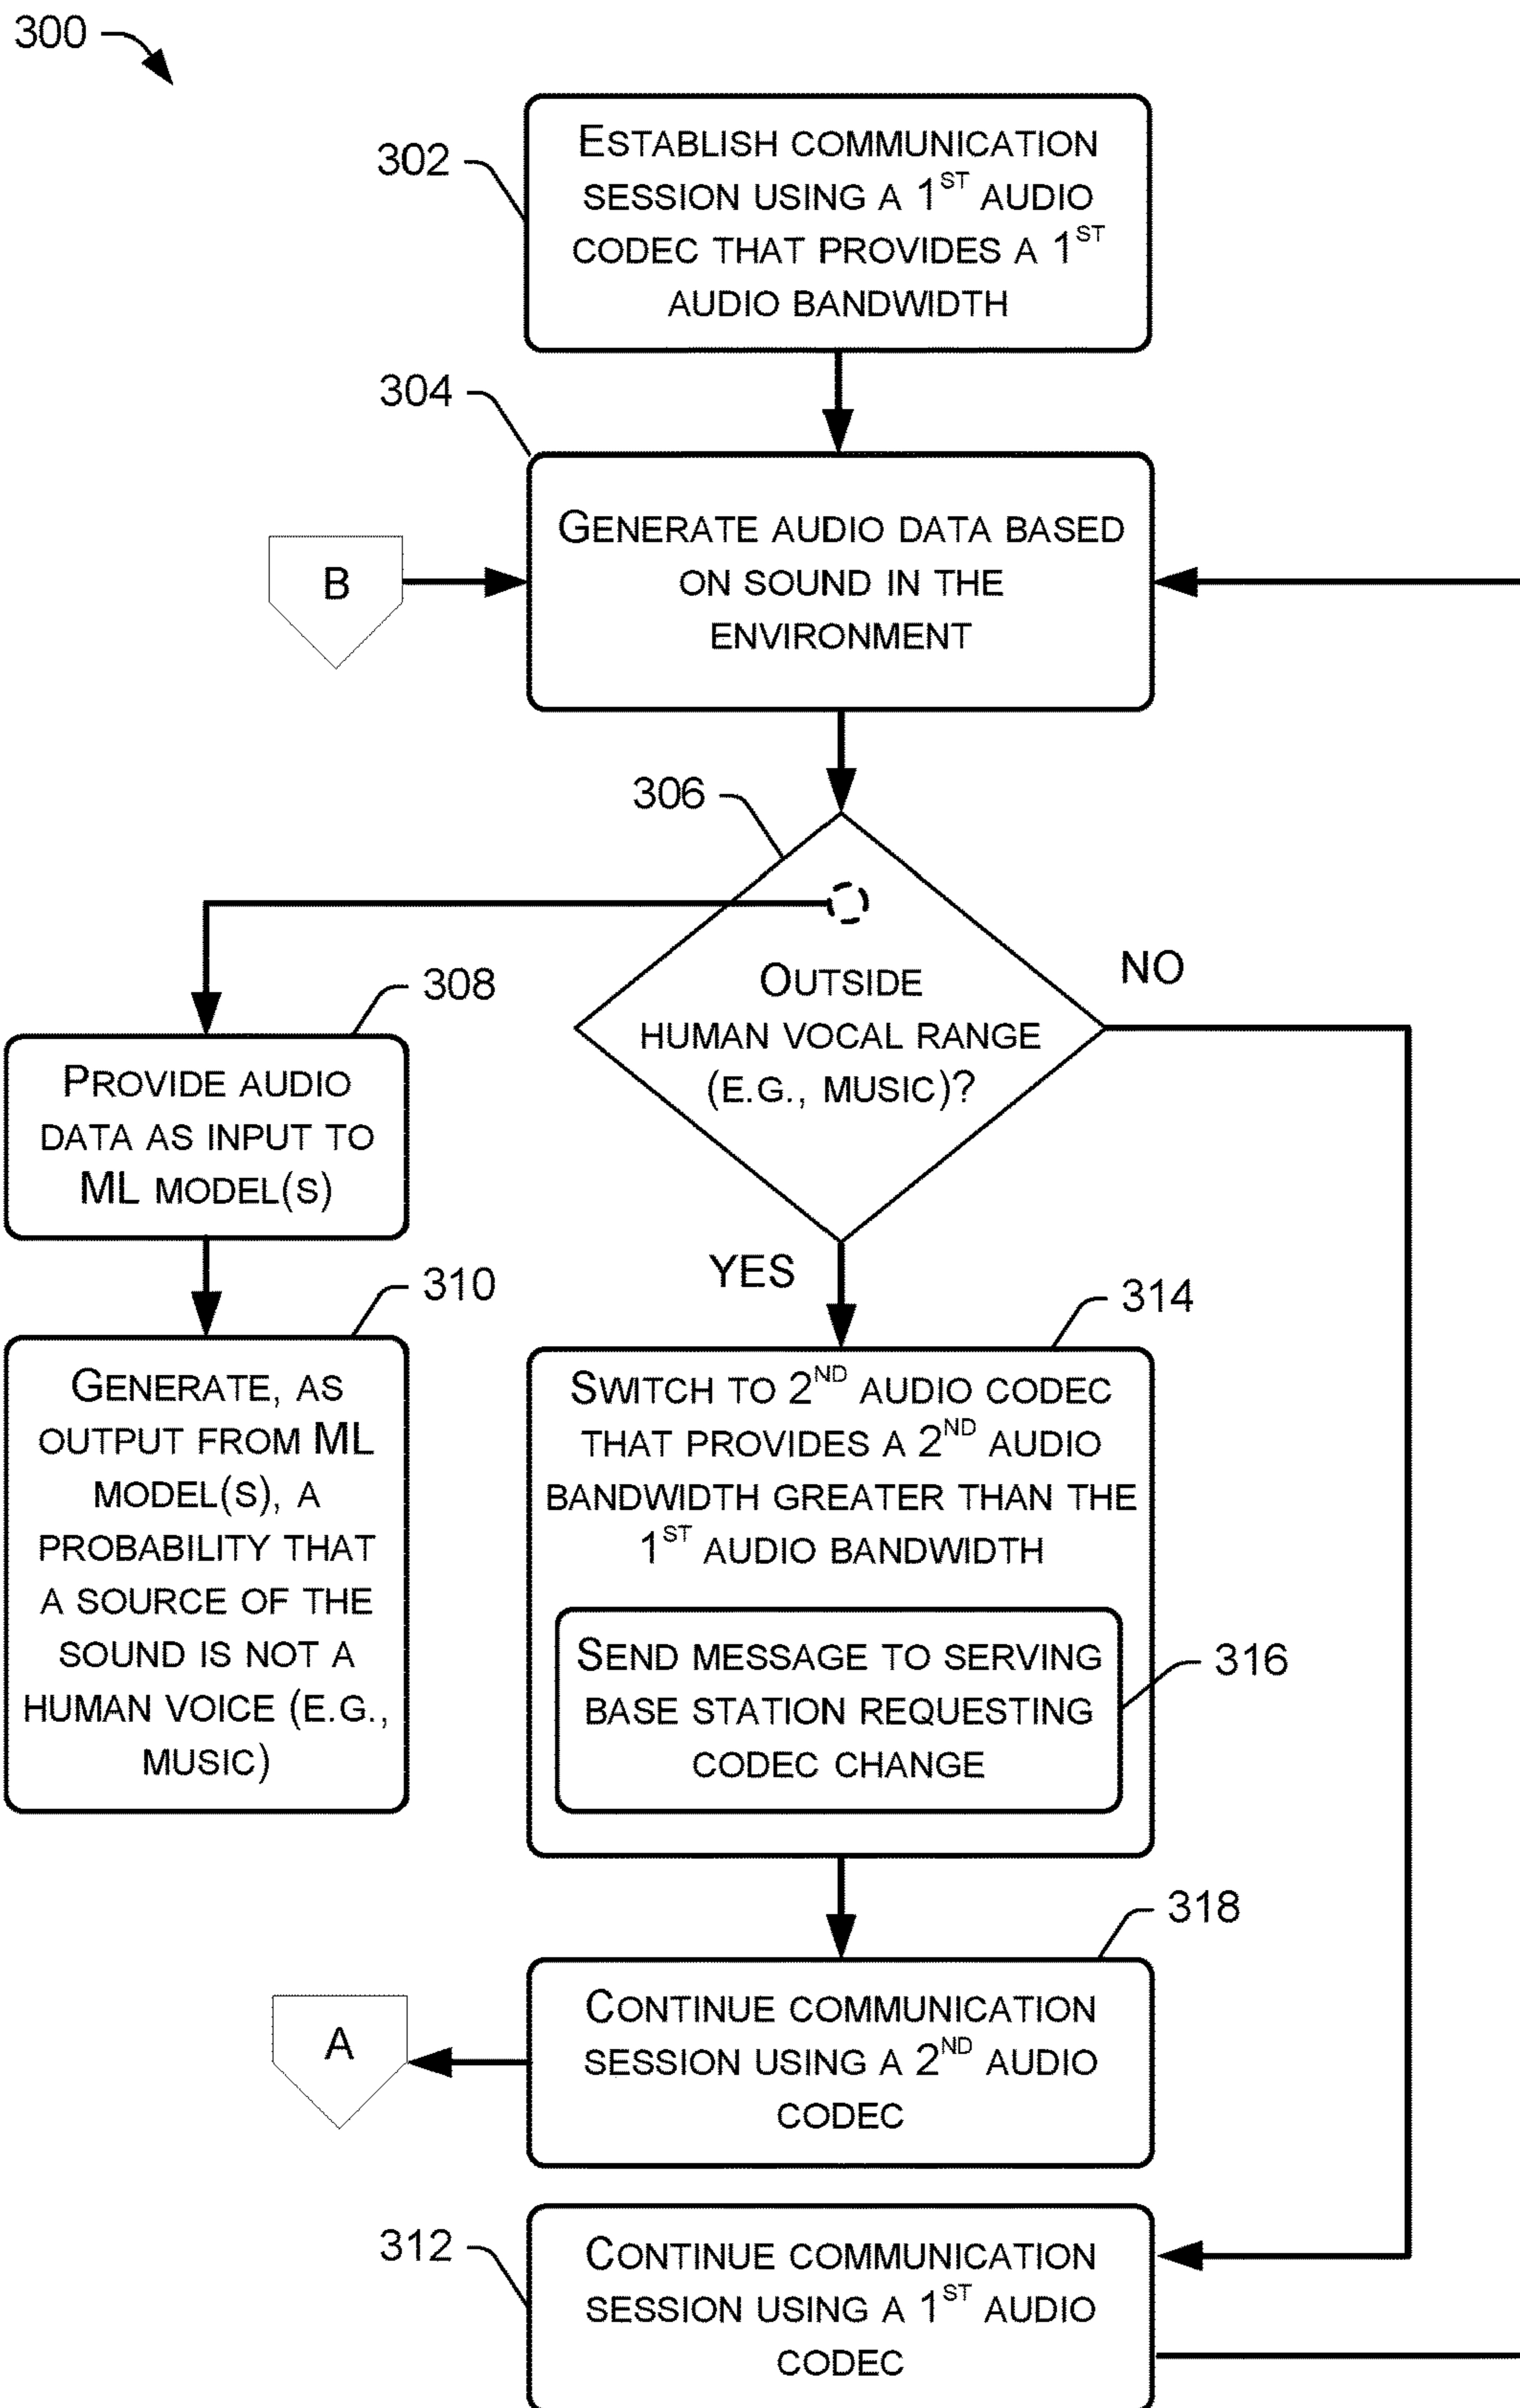 300
302
ESTABLISH COMMUNICATION
SESSION USING A 1ST AUDIO
CODEC THAT PROVIDES A 1ST
AUDIO BANDWIDTH
304
GENERATE AUDIO DATA BASED
ON SOUND IN THE
ENVIRONMENT
B
306
OUTSIDE
HUMAN VOCAL RANGE
(E.G., MUSIC)?
NO
YES
308
PROVIDE AUDIO
DATA AS INPUT TO
ML MODEL(S)
310
GENERATE, AS
OUTPUT FROM ML
MODEL(S), A
PROBABILITY THAT
A SOURCE OF THE
SOUND IS NOT A
HUMAN VOICE (E.G.,
MUSIC)
314
SWITCH TO 2ND AUDIO CODEC
THAT PROVIDES A 2ND AUDIO
BANDWIDTH GREATER THAN THE
1ST AUDIO BANDWIDTH
SEND MESSAGE TO SERVING
BASE STATION REQUESTING
CODEC CHANGE
316
318
CONTINUE COMMUNICATION
SESSION USING A 2ND AUDIO
CODEC
A
312
CONTINUE COMMUNICATION
SESSION USING A 1ST AUDIO
CODEC